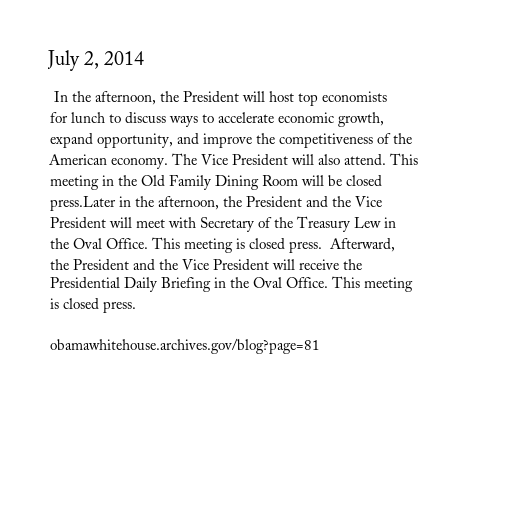 July 2, 2014
In the afternoon, the President will host top economists
for lunch to discuss ways to accelerate economic growth,
expand opportunity, and improve the competitiveness of the
American economy. The Vice President will also attend. This
meeting in the Old Family Dining Room will be closed
press.Later in the afternoon, the President and the Vice
President will meet with Secretary of the Treasury Lew in
the Oval Office. This meeting is closed press.  Afterward,
the President and the Vice President will receive the
Presidential Daily Briefing in the Oval Office. This meeting
is closed press.
obamawhitehouse.archives.gov/blog?page=81